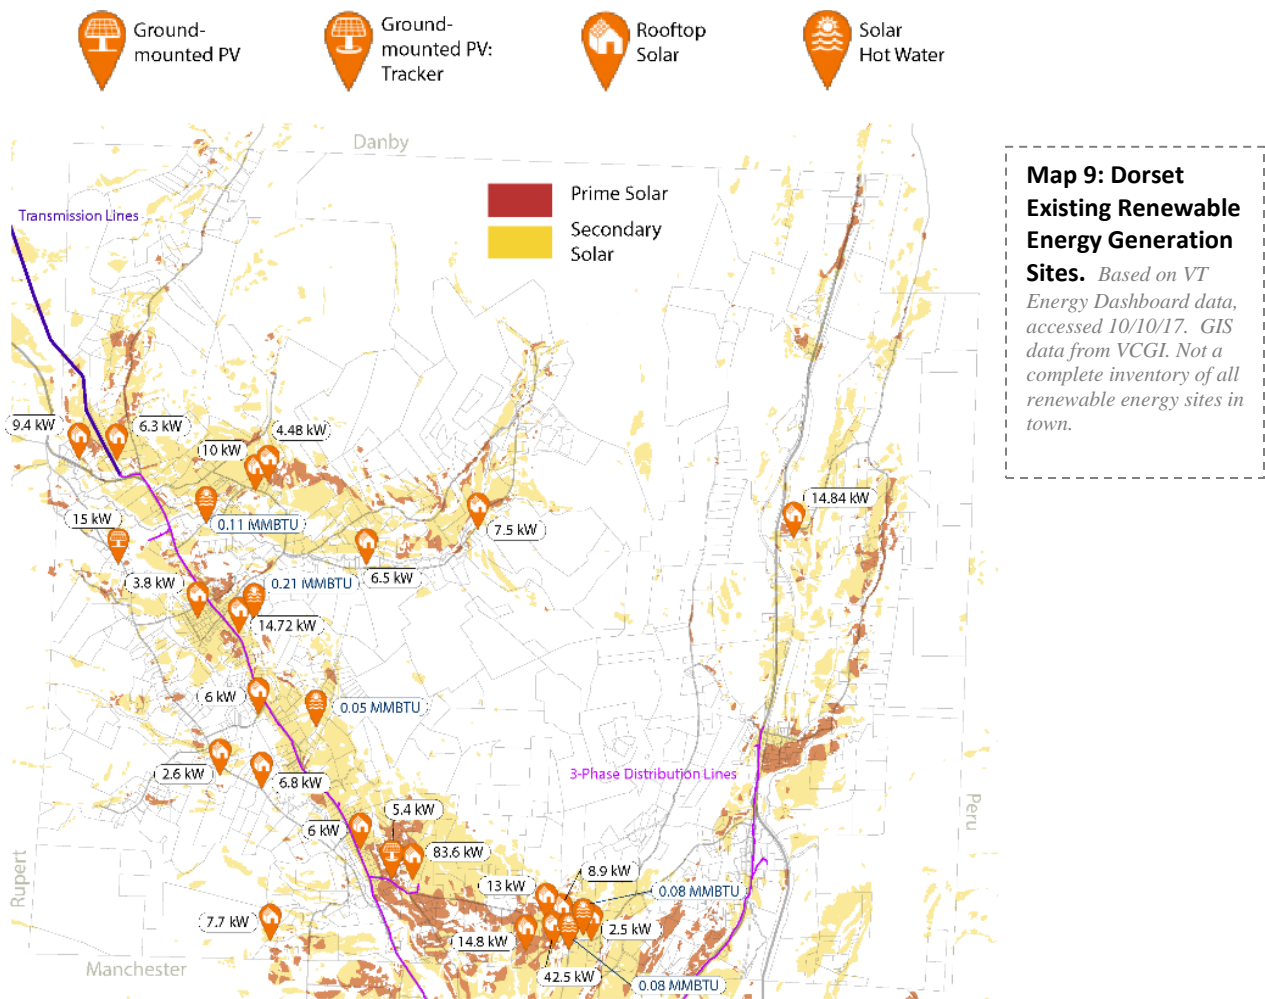 Ground-
mounted PV
Ground-
mounted PV:
Tracker
Rooftop
Solar
Solar
Hot Water
Danby
Prime Solar
Secondary
Solar
Transmission Lines
Map 9: Dorset
Existing Renewable
Energy Generation
Sites. Based on VT
Energy Dashboard data,
accessed 10/10/17. GIS
data from VCGI. Not a
complete inventory of all
renewable energy sites in
town.
9.4 kW
6.3 kW
4.48 kW
10 kW
14.84 kW
15 kW
0.11 MMBTU
7.5 kW
3.8 kW
0.21 MMBTU
6.5 kW
14.72 kW
6 kW
0.05 MMBTU
2.6 kW
6.8 kW
3-Phase Distribution Lines
5.4 kW
6 kW
83.6 kW
Peru
Rupert
13 kW
8.9 kW
0.08 MMBTU
7.7 kW
14.8 kW
2.5 kW
42.5 kW
0.08 MMBTU
Manchester